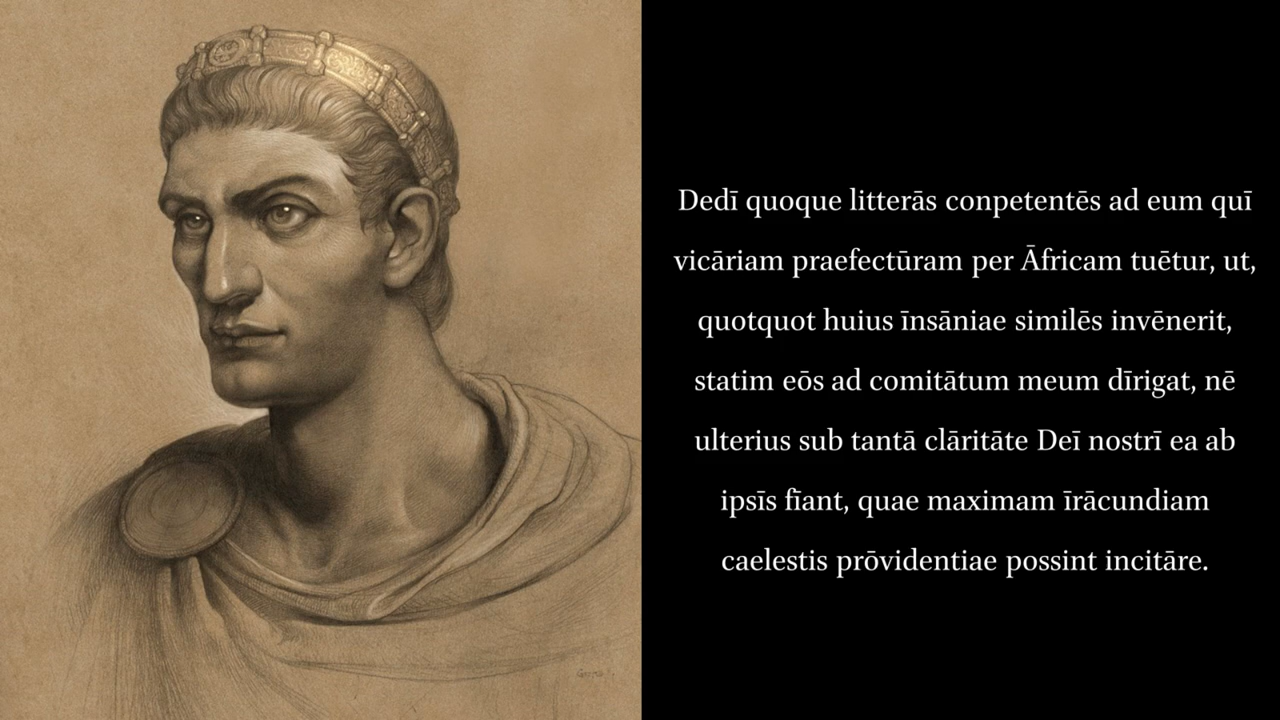 Dedī quoque litterās conpetentēs ad eum quī
vicāriam praefectūram per Āfricam tuētur, ut,
quotquot huius īnsāniae similēs invēnerit,
statim eōs ad comitātum meum dīrigat, nē
ulterius sub tantā clāritāte Deī nostrī ea ab
ipsīs fīant, quae maximam īrācundiam
caelestis prōvidentiae possint incitāre.